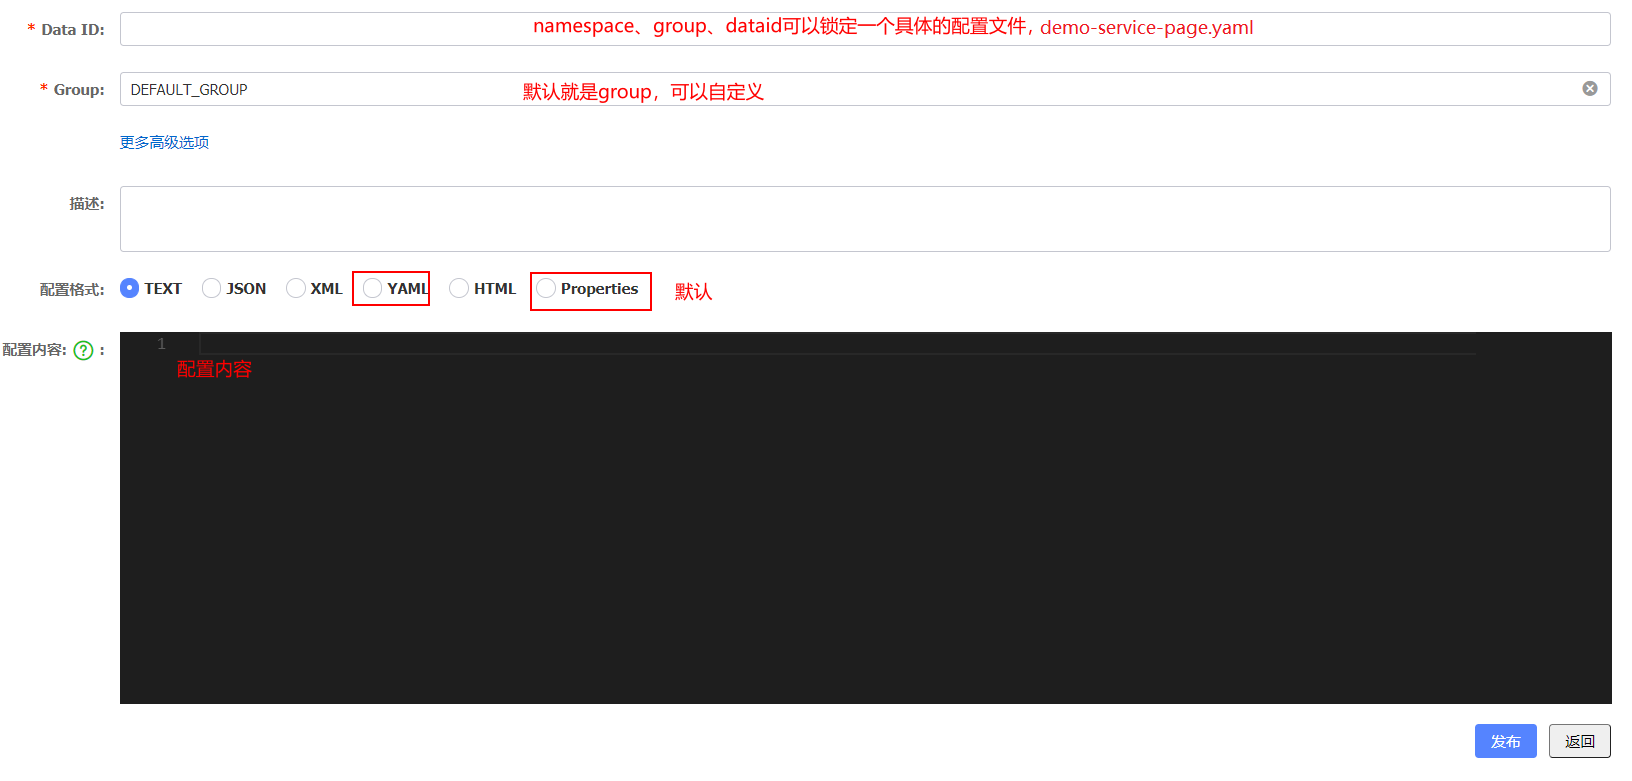 * Data ID: namespace、group、dataid可以锁定一个具体的配置文件，demo-service-page.yaml
* Group: DEFAULT_GROUP 默认就是group，可以自定义
更多高级选项
描述:
配置格式: TEXT JSON XML YAML HTML Properties 默认
配置内容: ? : 1
配置内容
发布 返回